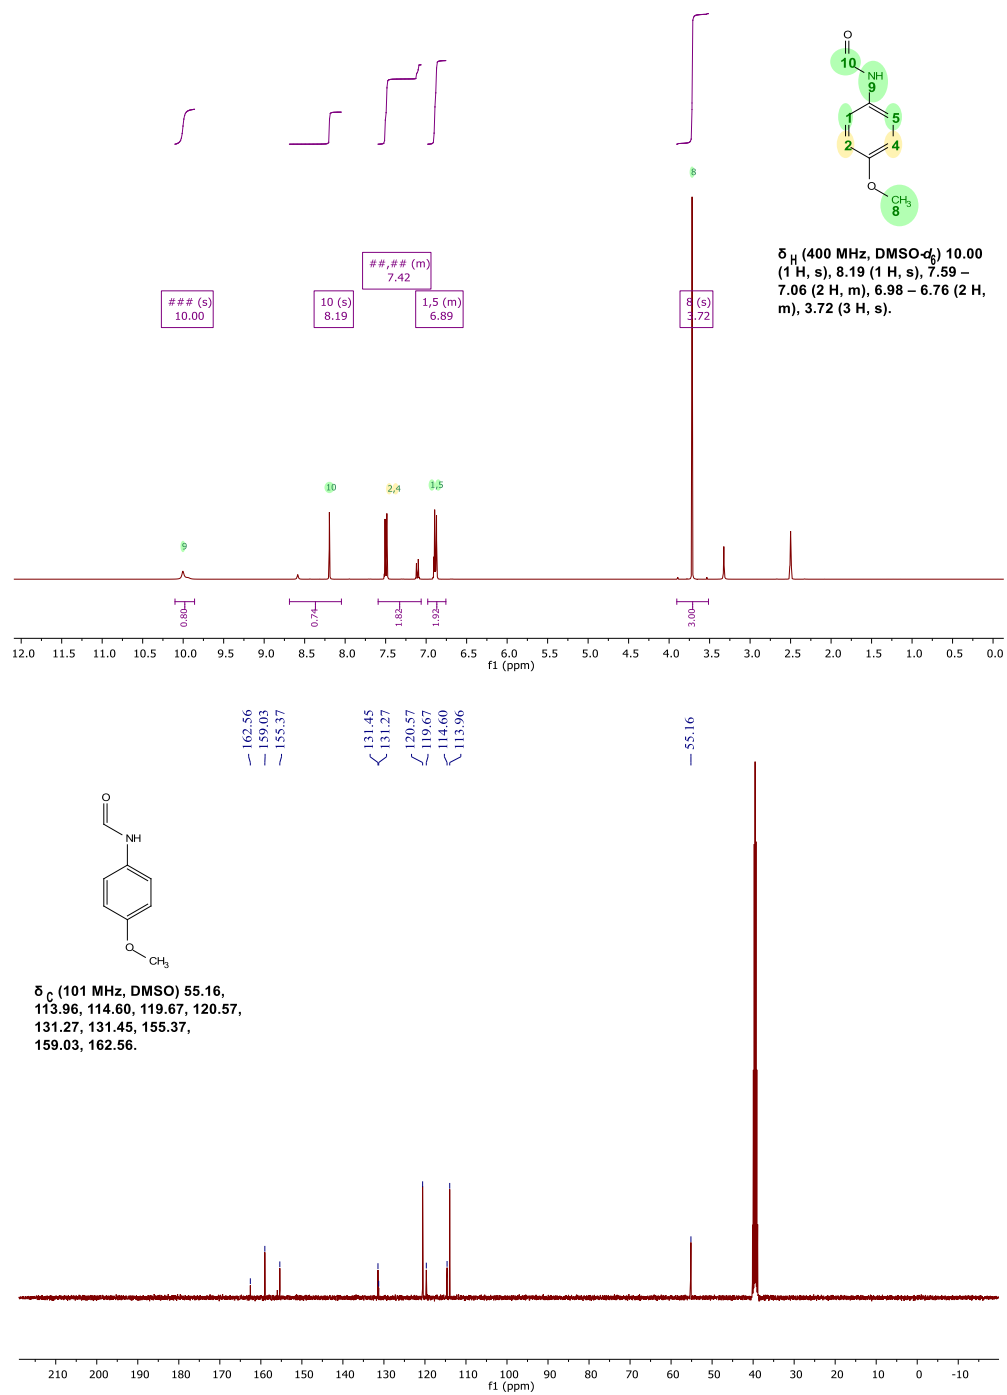 O
10
NH
9
1
5
2
4
O
CH3
8
8
δ H (400 MHz, DMSO-d6) 10.00
(1 H, s), 8.19 (1 H, s), 7.59 –
7.06 (2 H, m), 6.98 – 6.76 (2 H,
m), 3.72 (3 H, s).
##,## (m)
7.42
### (s)
10.00
10 (s)
8.19
1,5 (m)
6.89
8 (s)
3.72
9
10
2,4
1,5
0.80
0.74
1.82
1.92
3.00
12.0 11.5 11.0 10.5 10.0 9.5 9.0 8.5 8.0 7.5 7.0 6.5 6.0 5.5 5.0 4.5 4.0 3.5 3.0 2.5 2.0 1.5 1.0 0.5 0.0
f1 (ppm)
162.56
159.03
155.37
131.45
131.27
120.57
119.67
114.60
113.96
55.16
O
NH
O
CH3
δ C (101 MHz, DMSO) 55.16,
113.96, 114.60, 119.67, 120.57,
131.27, 131.45, 155.37,
159.03, 162.56.
210 200 190 180 170 160 150 140 130 120 110 100 90 80 70 60 50 40 30 20 10 0 -10
f1 (ppm)